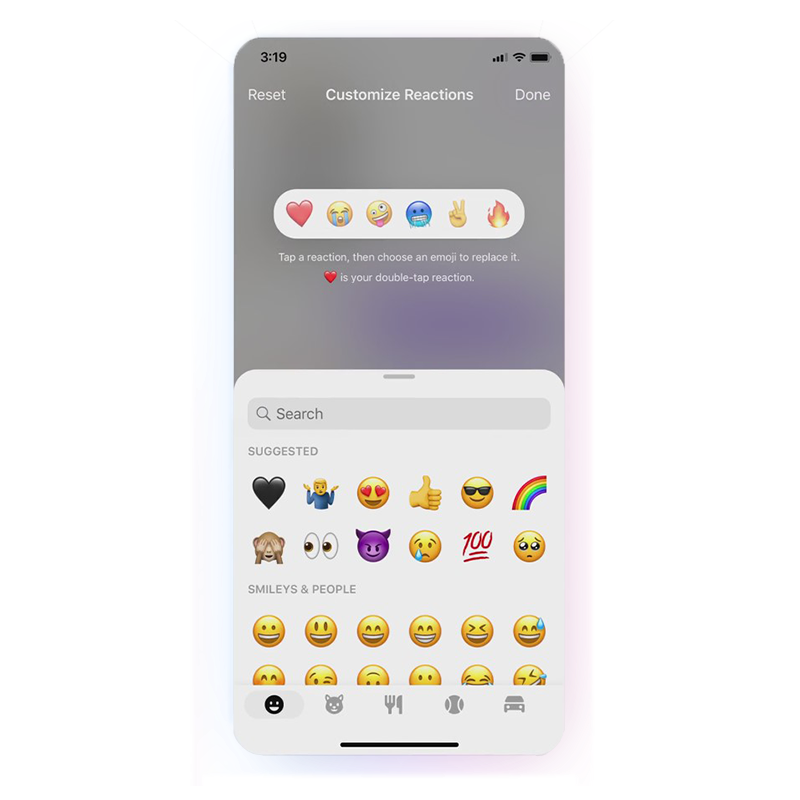 3:19
Reset Customize Reactions Done
Tap a reaction, then choose an emoji to replace it.
❤️ is your double-tap reaction.
Search
SUGGESTED
100
SMILEYS & PEOPLE